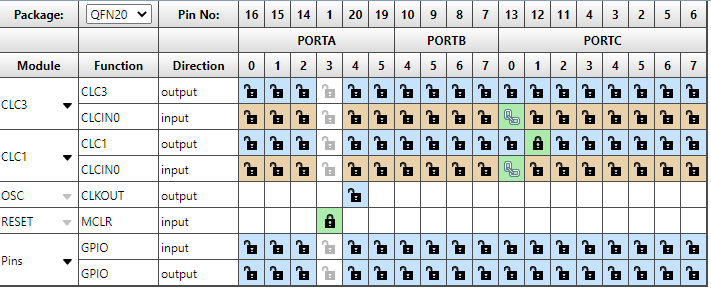 Package: QFN20 Pin No: 16 15 14 1 20 19 10 9 8 7 13 12 11 4 3 2 5 6
PORTA PORTB PORTC
Module Function Direction 0 1 2 3 4 5 4 5 6 7 0 1 2 3 4 5 6 7
CLC3 CLC3 output
CLCIN0 input
CLC1 CLC1 output
CLCIN0 input
OSC CLKOUT output
RESET MCLR input
Pins GPIO input
GPIO output